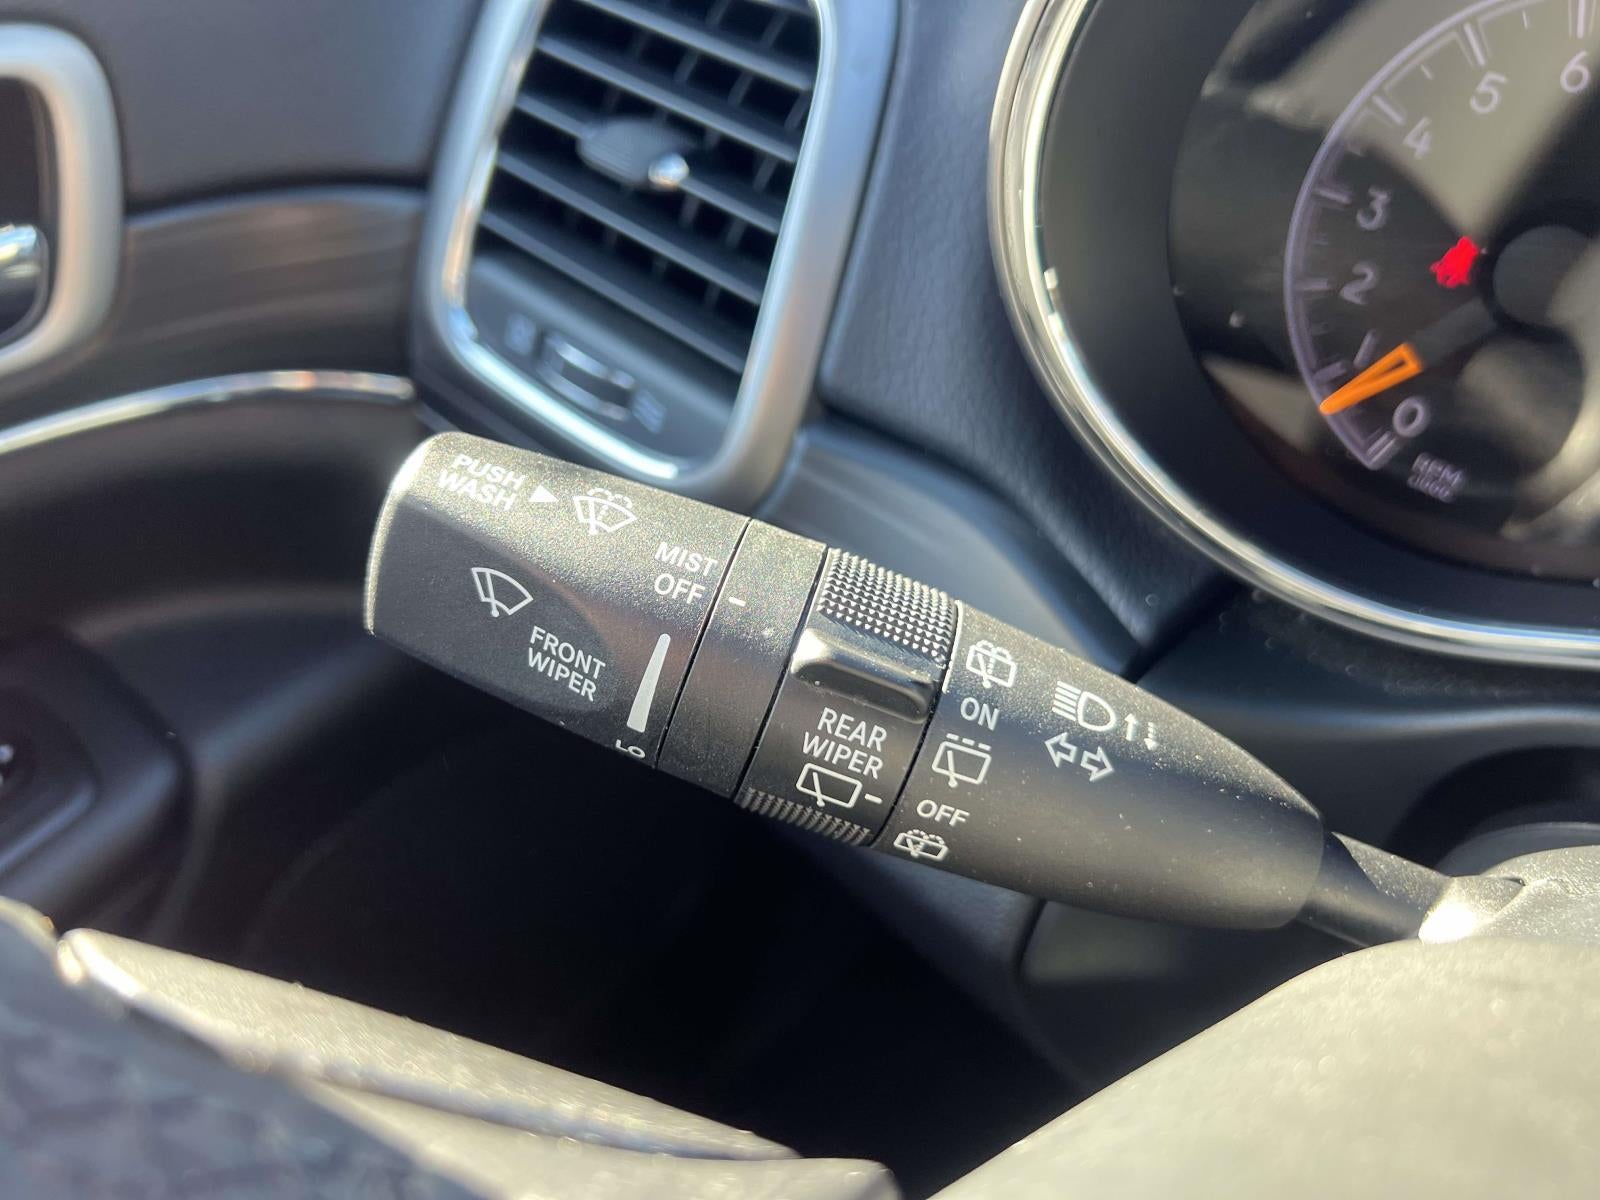 PUSH
WASH
MIST
OFF
FRONT
WIPER
LO
REAR
WIPER
ON
OFF
6
5
4
3
2
1
0
RPM